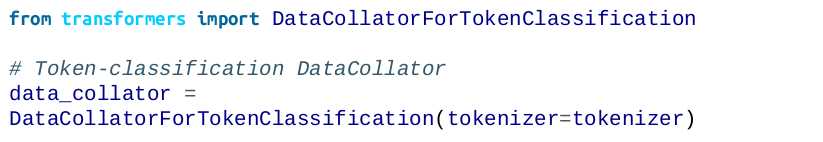 from transformers import DataCollatorForTokenClassification
# Token-classification DataCollator
data_collator =
DataCollatorForTokenClassification(tokenizer=tokenizer)